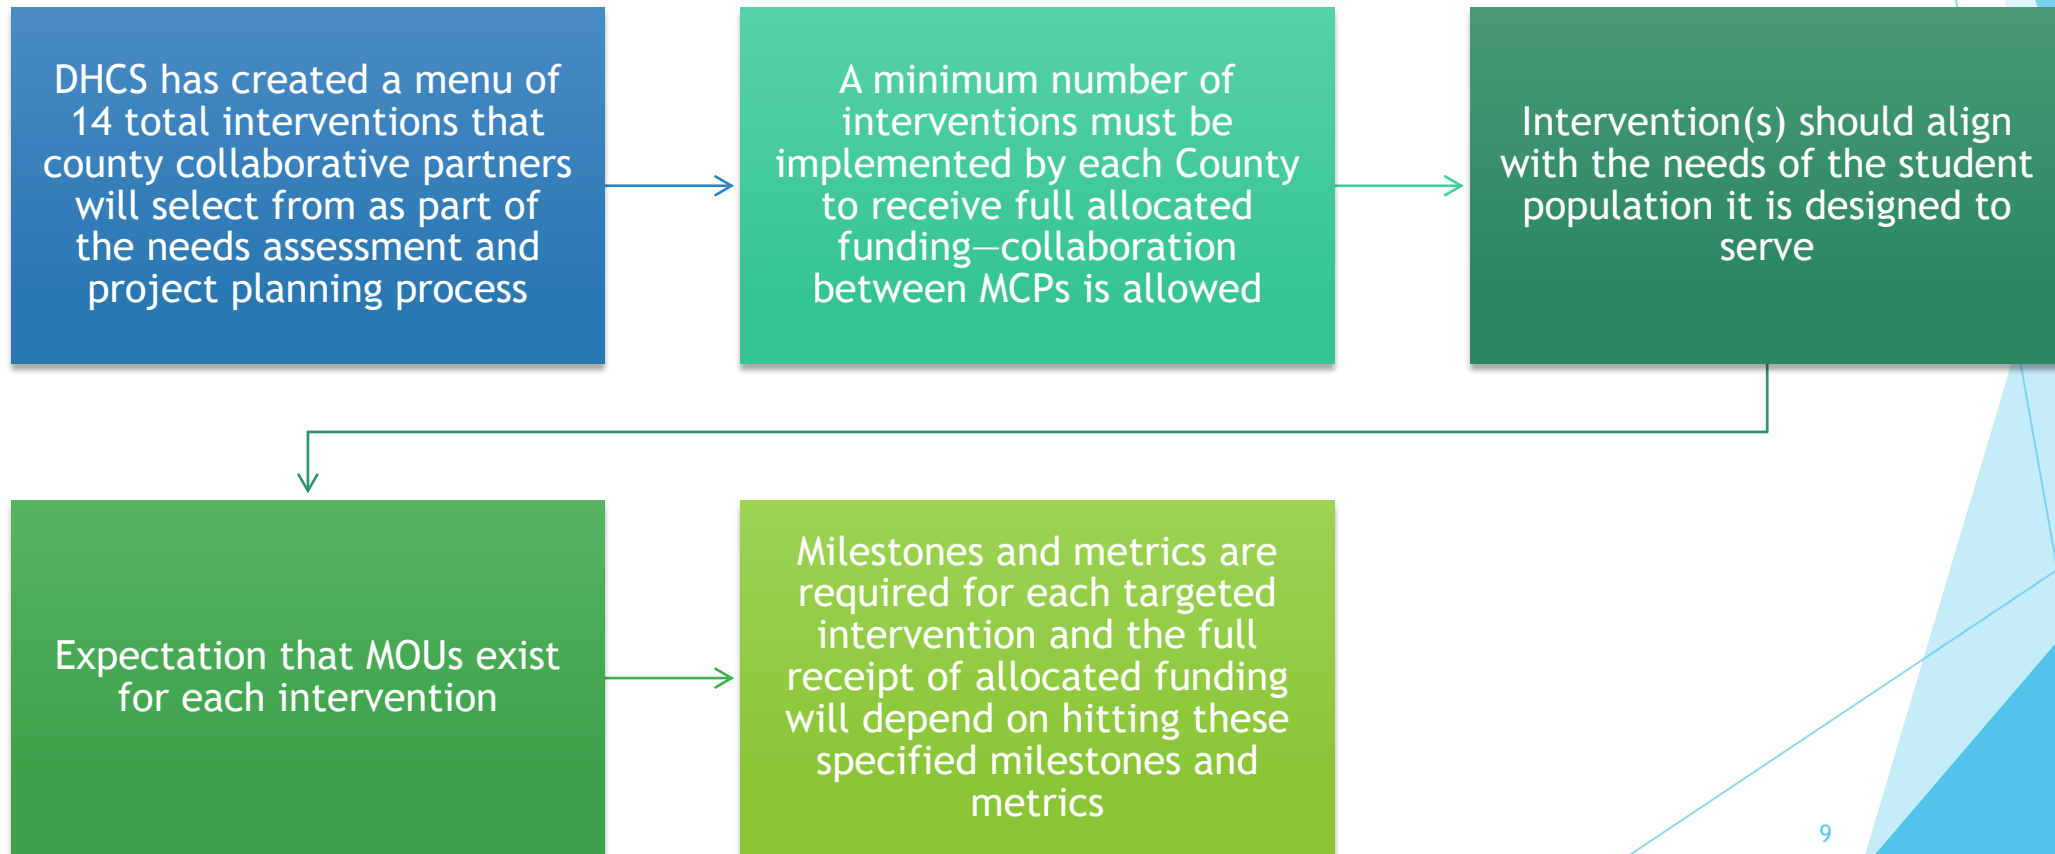 DHCS has created a menu of
14 total interventions that
county collaborative partners
will select from as part of
the needs assessment and
project planning process
A minimum number of
interventions must be
implemented by each County
to receive full allocated
funding—collaboration
between MCPs is allowed
Intervention(s) should align
with the needs of the student
population it is designed to
serve
Expectation that MOUs exist
for each intervention
Milestones and metrics are
required for each targeted
intervention and the full
receipt of allocated funding
will depend on hitting these
specified milestones and
metrics
9